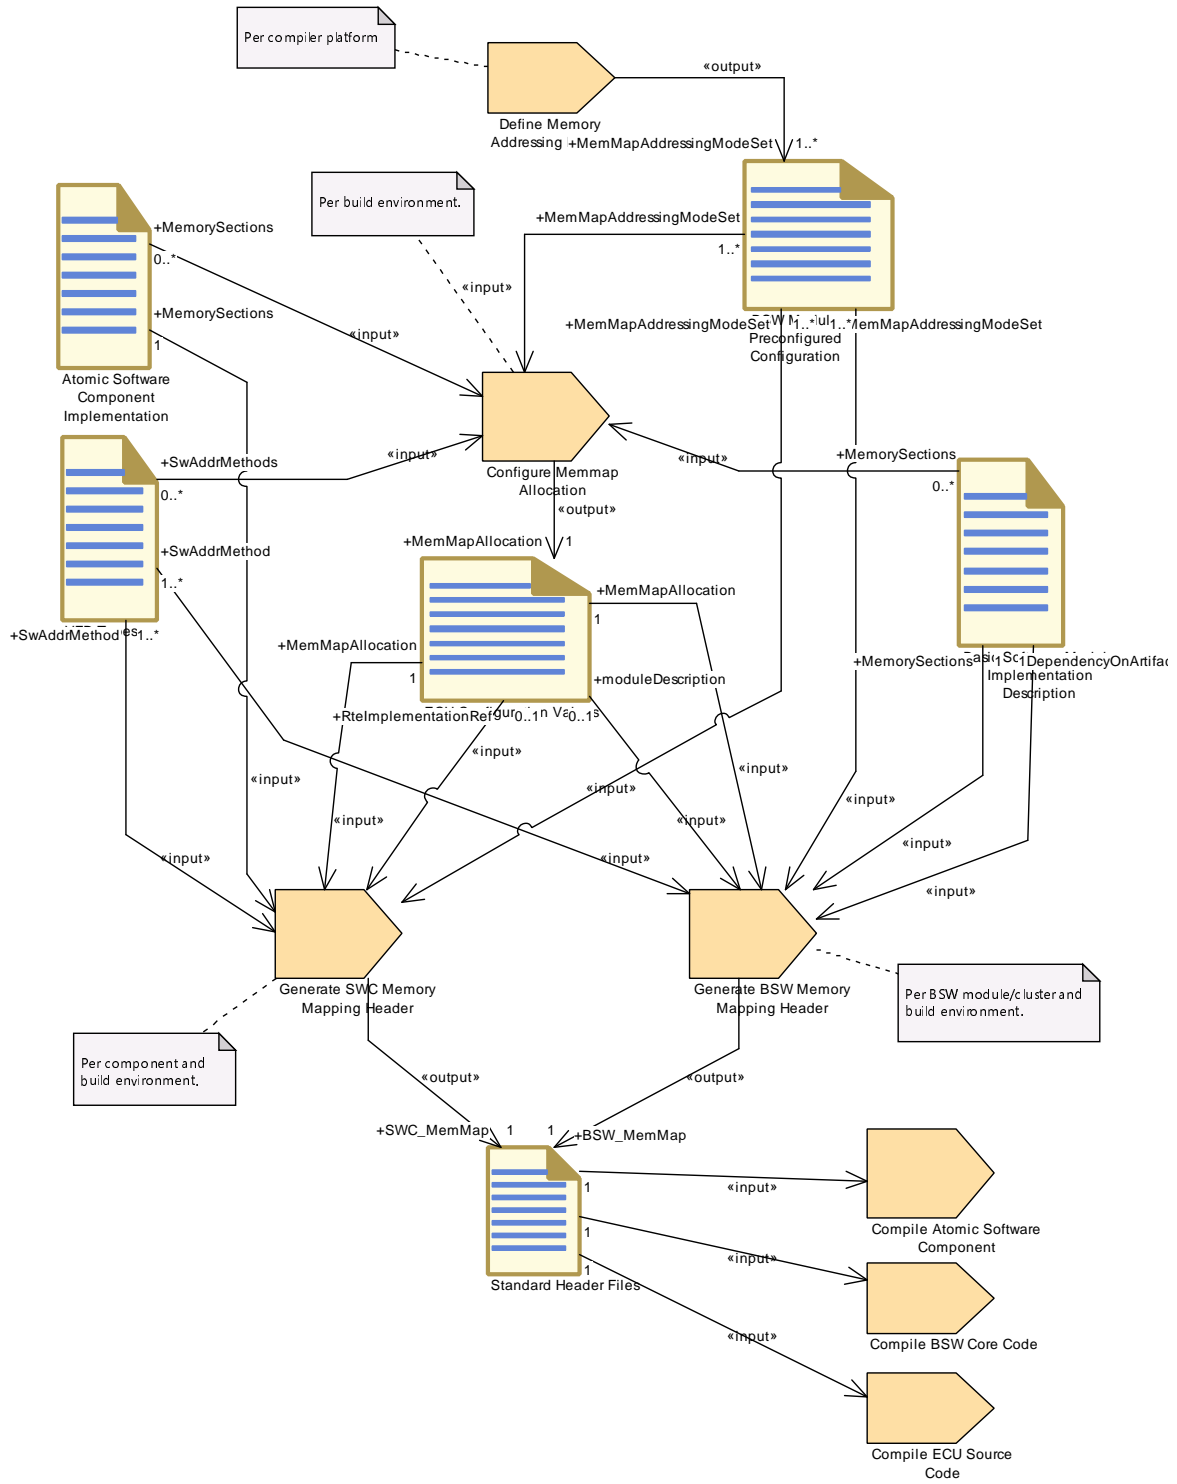 Per compiler platform
«output»
Define Memory
Addressing
+MemMapAddressingModeSet
1..*
Per build environment.
+MemMapAddressingModeSet
1..*
+MemorySections
0..*
«input»
+MemorySections
1
«input»
+MemMapAddressingModeSet
1..*
1..*
MemMapAddressingModeSet
Preconfigured
Configuration
Atomic Software
Component
Implementation
+SwAddrMethods
0..*
«input»
«input»
+MemorySections
0..*
Configure Memmap
Allocation
«output»
+MemMapAllocation
1
+SwAddrMethod
1..*
+MemMapAllocation
1
+SwAddrMethod
1..*
+MemMapAllocation
1
+moduleDescription
0..1
+RteImplementationRef
0..1
+MemorySections
1
1DependencyOnArtifac
Implementation
Description
«input»
«input»
«input»
«input»
«input»
«input»
«input»
«input»
«input»
«input»
«input»
«input»
Generate SWC Memory
Mapping Header
Generate BSW Memory
Mapping Header
Per BSW module/cluster and
build environment.
Per component and
build environment.
«output»
«output»
+SWC_MemMap
1
1
+BSW_MemMap
1
«input»
1
«input»
1
«input»
Standard Header Files
Compile Atomic Software
Component
Compile BSW Core Code
Compile ECU Source
Code